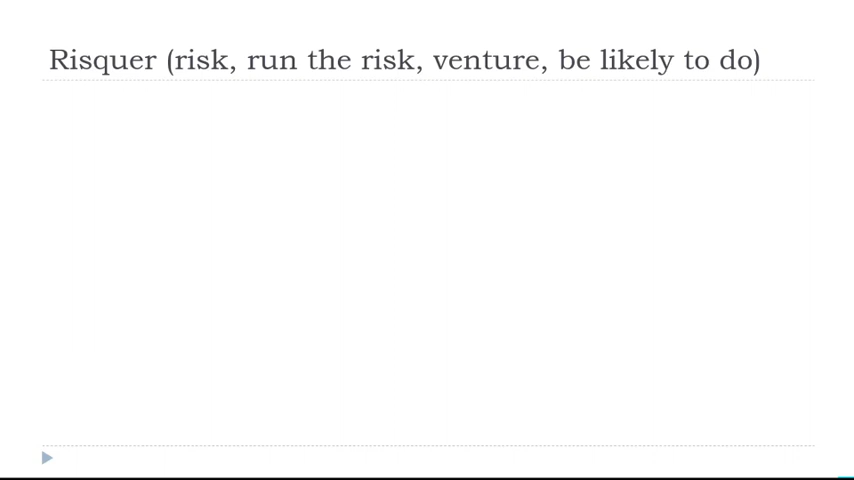 Risquer (risk, run the risk, venture, be likely to do)